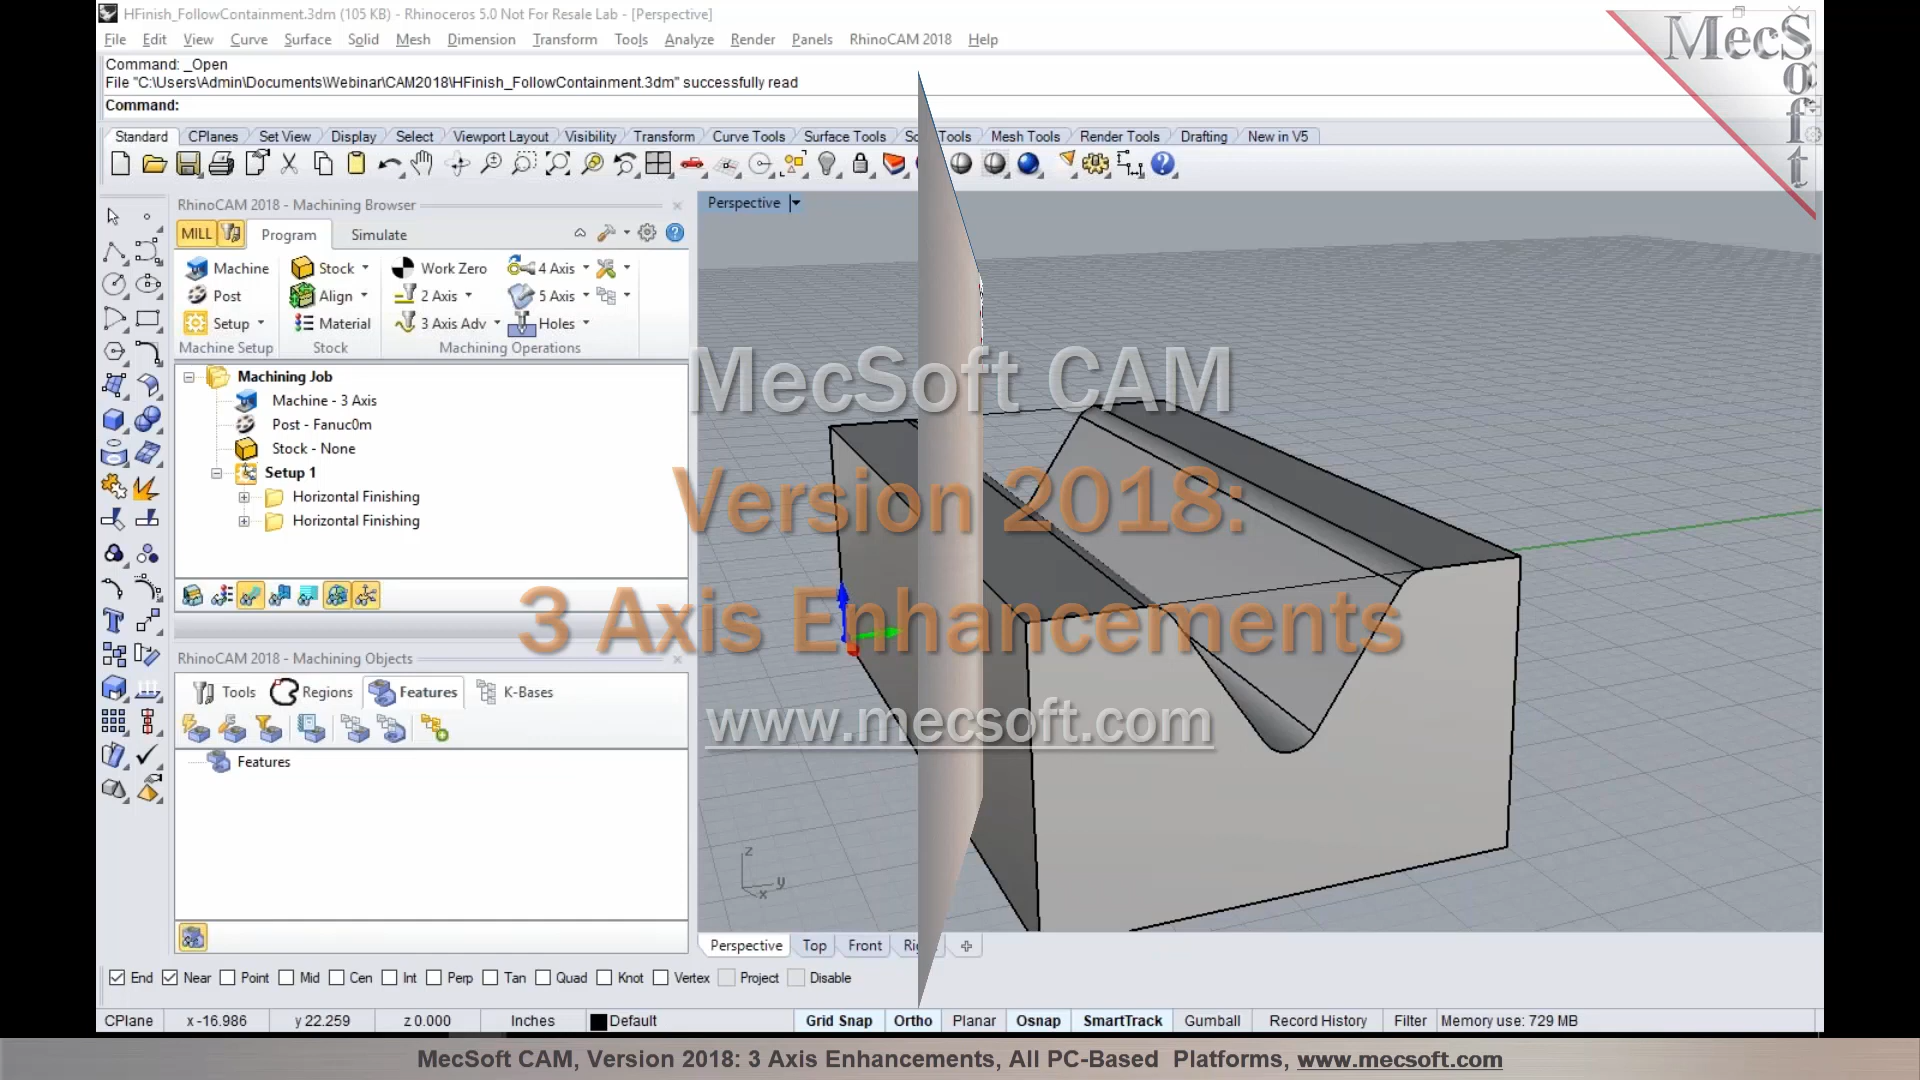 HFinish_FollowContainment.3dm (105 KB) - Rhinoceros 5.0 Not For Resale Lab - [Perspective]
File Edit View Curve Surface Solid Mesh Dimension Transform Tools Analyze Render Panels RhinoCAM 2018 Help
Command: _Open
File "C:\Users\Admin\Documents\Webinar\CAM2018\HFinish_FollowContainment.3dm" successfully read
Command:
MecSoft
Standard CPlanes Set View Display Select Viewport Layout Visibility Transform Curve Tools Surface Tools Tools Mesh Tools Render Tools Drafting New in V5
RhinoCAM 2018 - Machining Browser
Perspective
MILL Program Simulate
Machine Stock Work Zero 4 Axis
Post Align 2 Axis 5 Axis
Setup Material 3 Axis Adv Holes
Machine Setup Stock Machining Operations
Machining Job
Machine - 3 Axis
Post - Fanuc0m
Stock - None
Setup 1
Horizontal Finishing
Horizontal Finishing
MecSoft CAM
Version 2018:
3 Axis Enhancements
www.mecsoft.com
RhinoCAM 2018 - Machining Objects
Tools Regions Features K-Bases
Features
z
y
x
Perspective Top Front
End Near Point Mid Cen Int Perp Tan Quad Knot Vertex Project Disable
CPlane x -16.986 y 22.259 z 0.000 Inches Default Grid Snap Ortho Planar Osnap SmartTrack Gumball Record History Filter Memory use: 729 MB
MecSoft CAM, Version 2018: 3 Axis Enhancements, All PC-Based Platforms, www.mecsoft.com